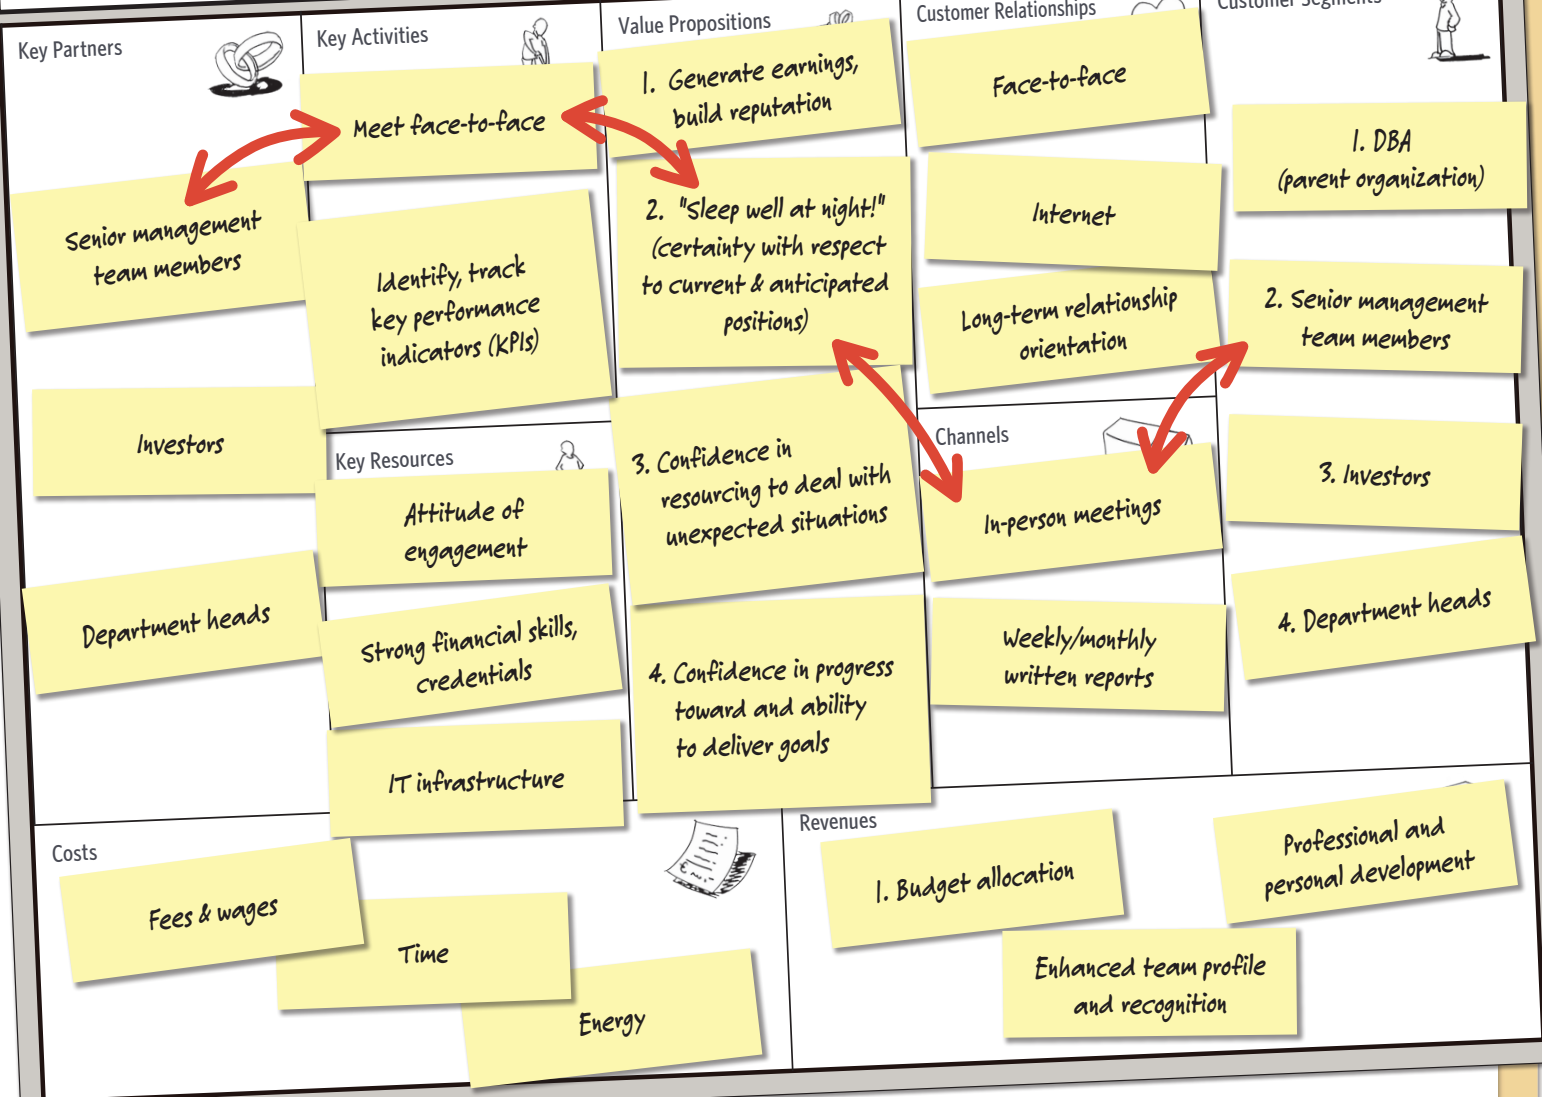 Key Partners
Senior management
team members
Investors
Department heads
Key Activities
Meet face-to-face
Identify, track
key performance
indicators (KPIs)
Key Resources
Attitude of
engagement
Strong financial skills,
credentials
IT infrastructure
Value Propositions
1. Generate earnings,
build reputation
2. "Sleep well at night!"
(certainty with respect
to current & anticipated
positions)
3. Confidence in
resourcing to deal with
unexpected situations
4. Confidence in progress
toward and ability
to deliver goals
Customer Relationships
Face-to-face
Internet
Long-term relationship
orientation
Channels
In-person meetings
Weekly/monthly
written reports
Customer Segments
1. DBA
(parent organization)
2. Senior management
team members
3. Investors
4. Department heads
Costs
Fees & wages
Time
Energy
Revenues
1. Budget allocation
Professional and
personal development
Enhanced team profile
and recognition